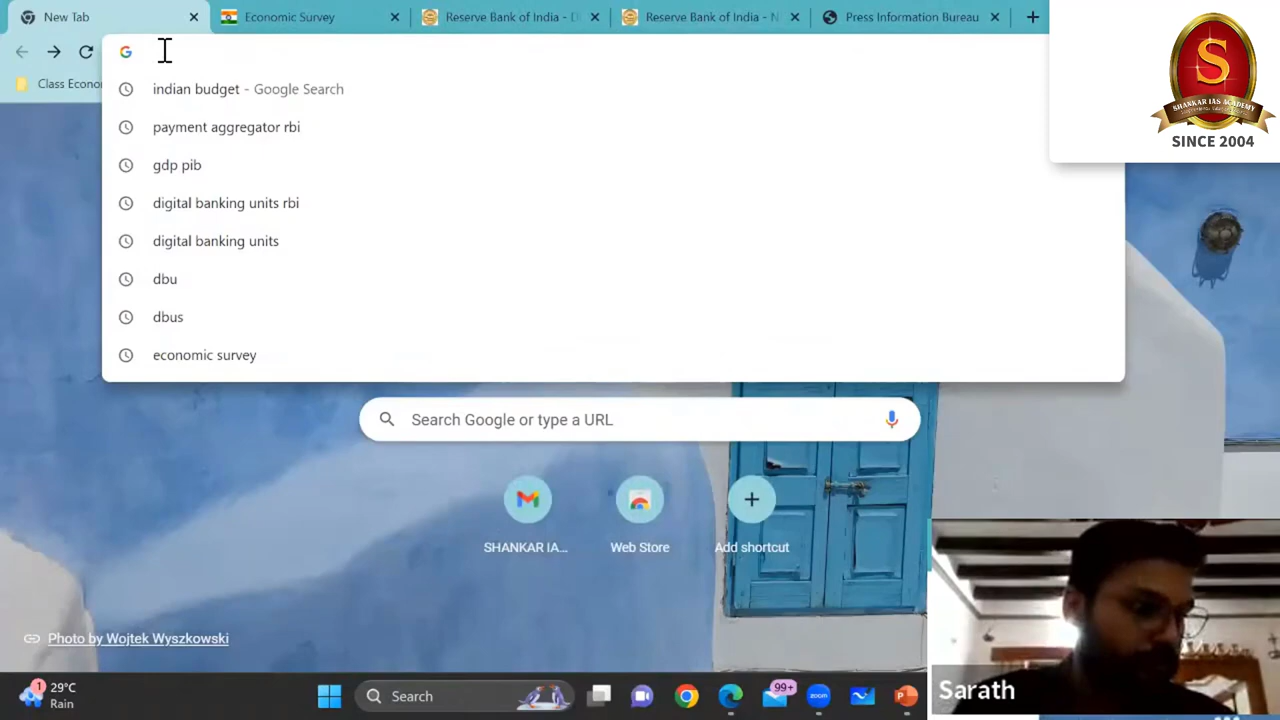 New Tab
Economic Survey
Reserve Bank of India - D
Reserve Bank of India - N
Press Information Bureau
Class Econor
indian budget - Google Search
payment aggregator rbi
gdp pib
digital banking units rbi
digital banking units
dbu
dbus
economic survey
S
SHANKAR IAS ACADEMY
SINCE 2004
Search Google or type a URL
SHANKAR IA...
Web Store
Add shortcut
Photo by Wojtek Wyszkowski
Sarath
1
29°C
Rain
Search
99+
zoom